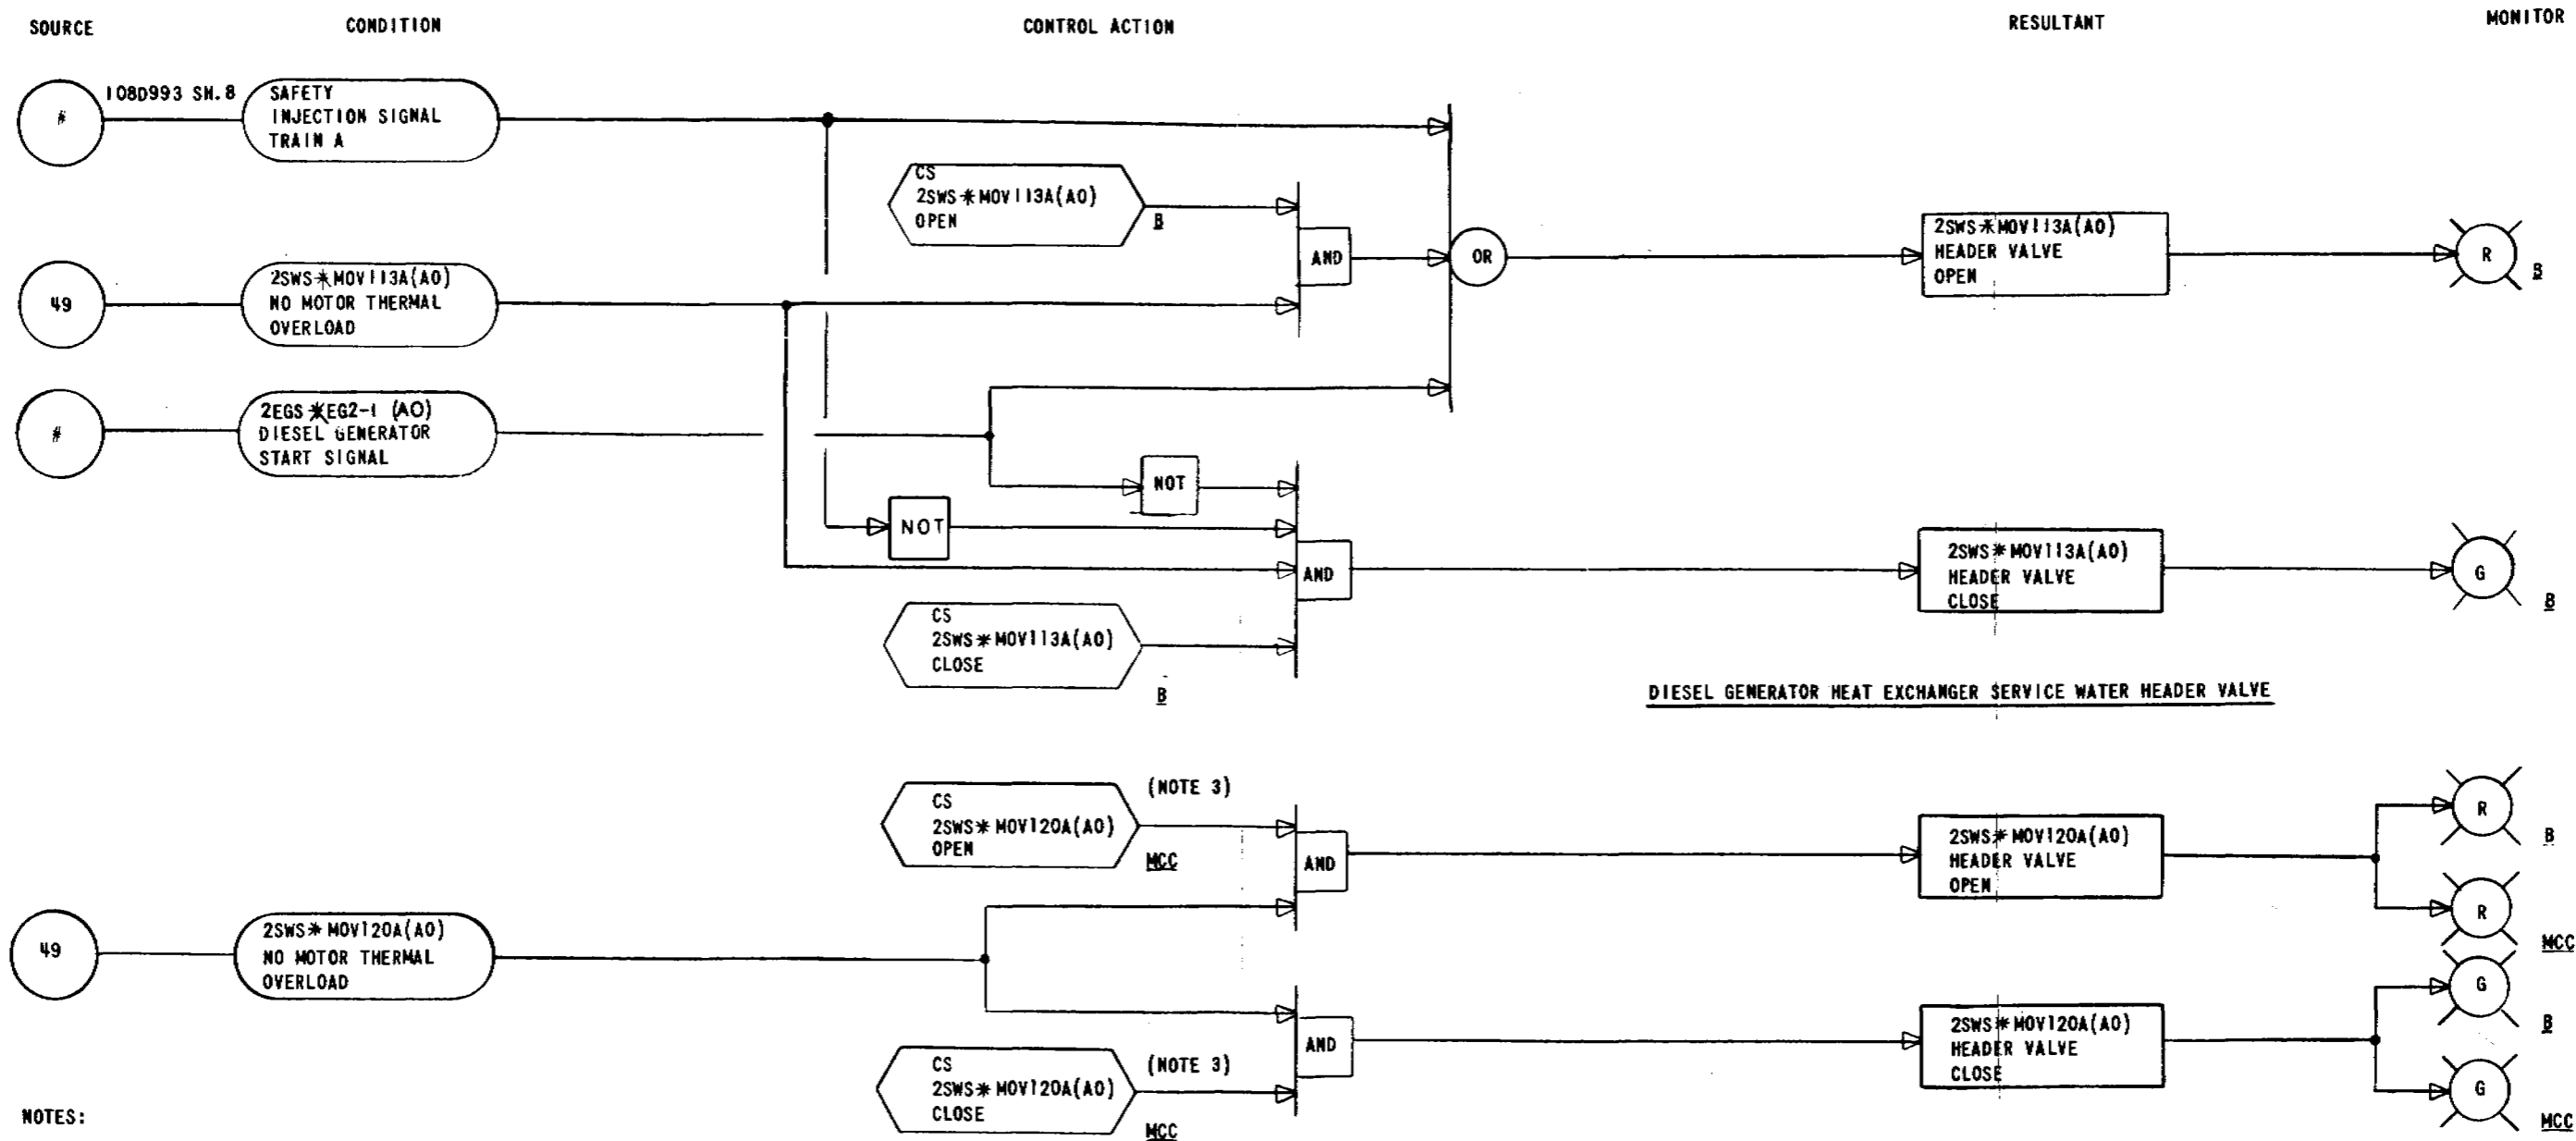 SOURCE CONDITION CONTROL ACTION RESULTANT MONITOR
# 108D993 SH.8
SAFETY
INJECTION SIGNAL
TRAIN A
CS
2SWS*MOV113A(AO)
OPEN
B
AND
OR
2SWS*MOV113A(AO)
HEADER VALVE
OPEN
R
B
49
2SWS*MOV113A(AO)
NO MOTOR THERMAL
OVERLOAD
#
2EGS*EG2-1 (AO)
DIESEL GENERATOR
START SIGNAL
NOT
NOT
AND
2SWS*MOV113A(AO)
HEADER VALVE
CLOSE
G
B
CS
2SWS*MOV113A(AO)
CLOSE
B
DIESEL GENERATOR HEAT EXCHANGER SERVICE WATER HEADER VALVE
CS
2SWS*MOV120A(AO)
OPEN
(NOTE 3)
MCC
AND
2SWS*MOV120A(AO)
HEADER VALVE
OPEN
R
B
R
MCC
49
2SWS*MOV120A(AO)
NO MOTOR THERMAL
OVERLOAD
CS
2SWS*MOV120A(AO)
CLOSE
(NOTE 3)
MCC
AND
2SWS*MOV120A(AO)
HEADER VALVE
CLOSE
G
B
G
MCC
NOTES: